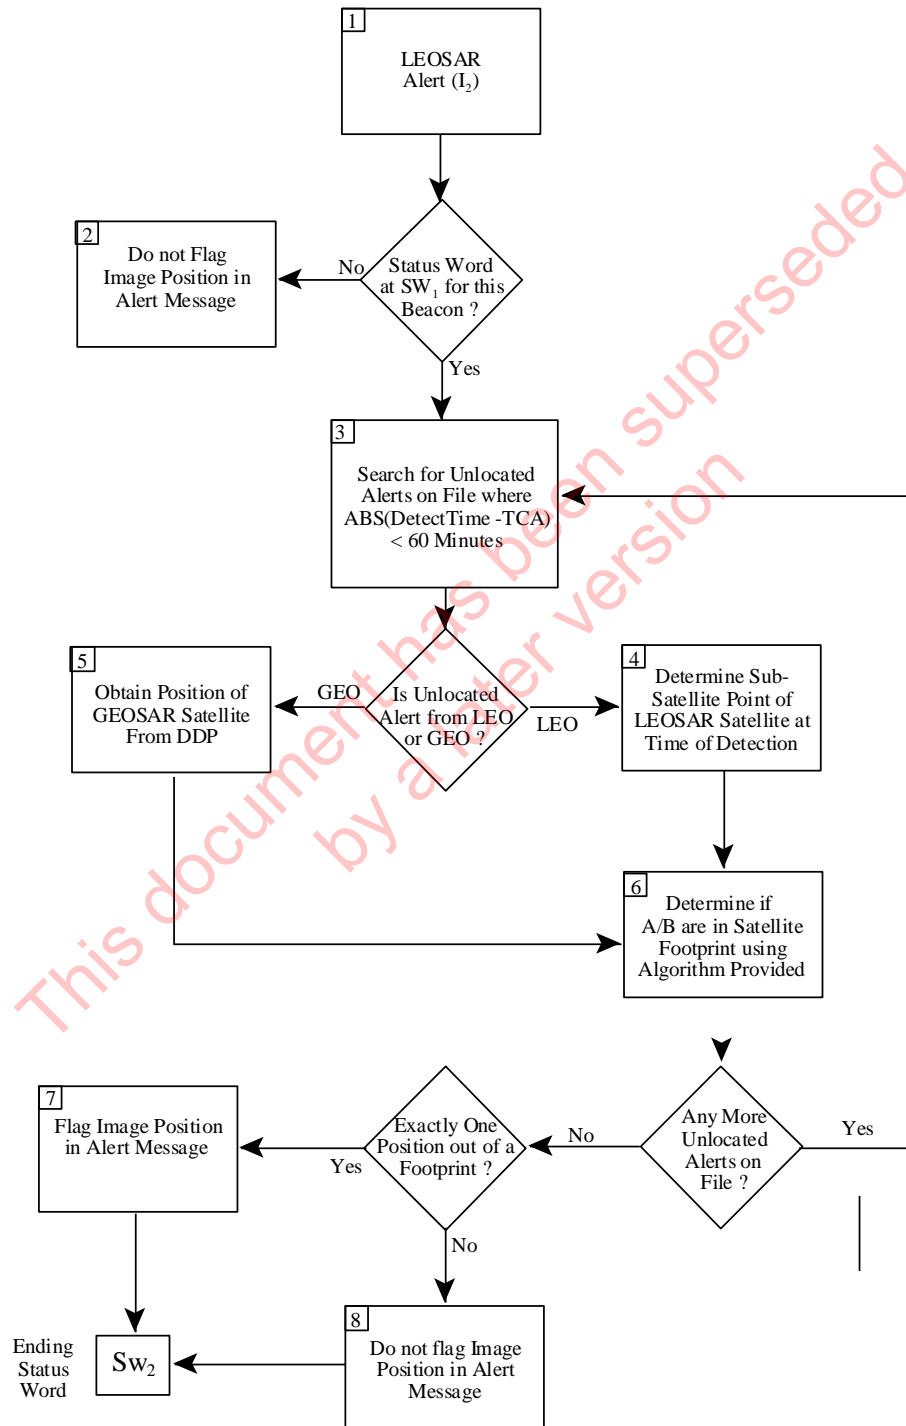 1
LEOSAR
Alert (I₂)
2
Do not Flag
Image Position in
Alert Message
No
Status Word
at SW₁ for this
Beacon ?
Yes
3
Search for Unlocated
Alerts on File where
ABS(DetectTime -TCA)
< 60 Minutes
5
Obtain Position of
GEOSAR Satellite
From DDP
GEO
Is Unlocated
Alert from LEO
or GEO ?
LEO
4
Determine Sub-
Satellite Point of
LEOSAR Satellite at
Time of Detection
6
Determine if
A/B are in Satellite
Footprint using
Algorithm Provided
7
Flag Image Position
in Alert Message
Yes
Exactly One
Position out of a
Footprint ?
No
Any More
Unlocated
Alerts on
File ?
Yes
No
8
Do not flag Image
Position in Alert
Message
Ending
Status
Word
Sw₂
This document has been superseded
by a later version